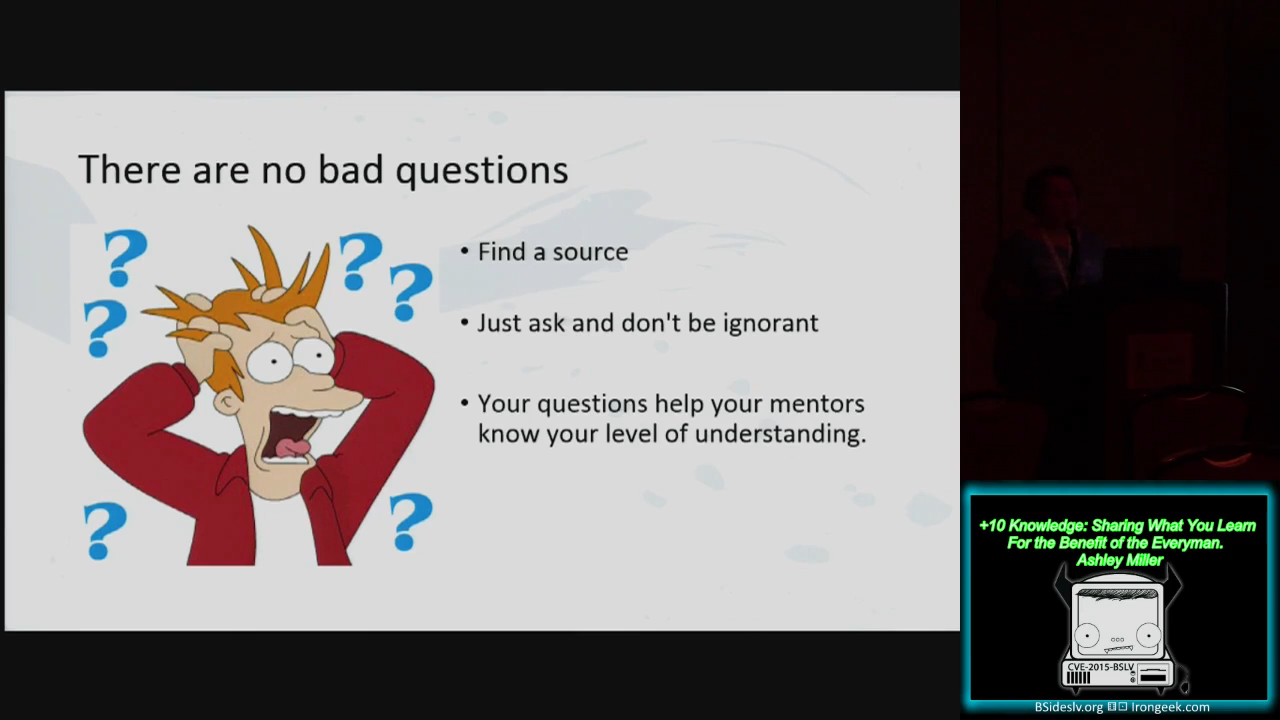 There are no bad questions
? ? ?
?
? ?
• Find a source
• Just ask and don't be ignorant
• Your questions help your mentors
know your level of understanding.
+10 Knowledge: Sharing What You Learn
For the Benefit of the Everyman.
Ashley Miller
CVE-2015-BSLV
BSideslv.org Irongeek.com